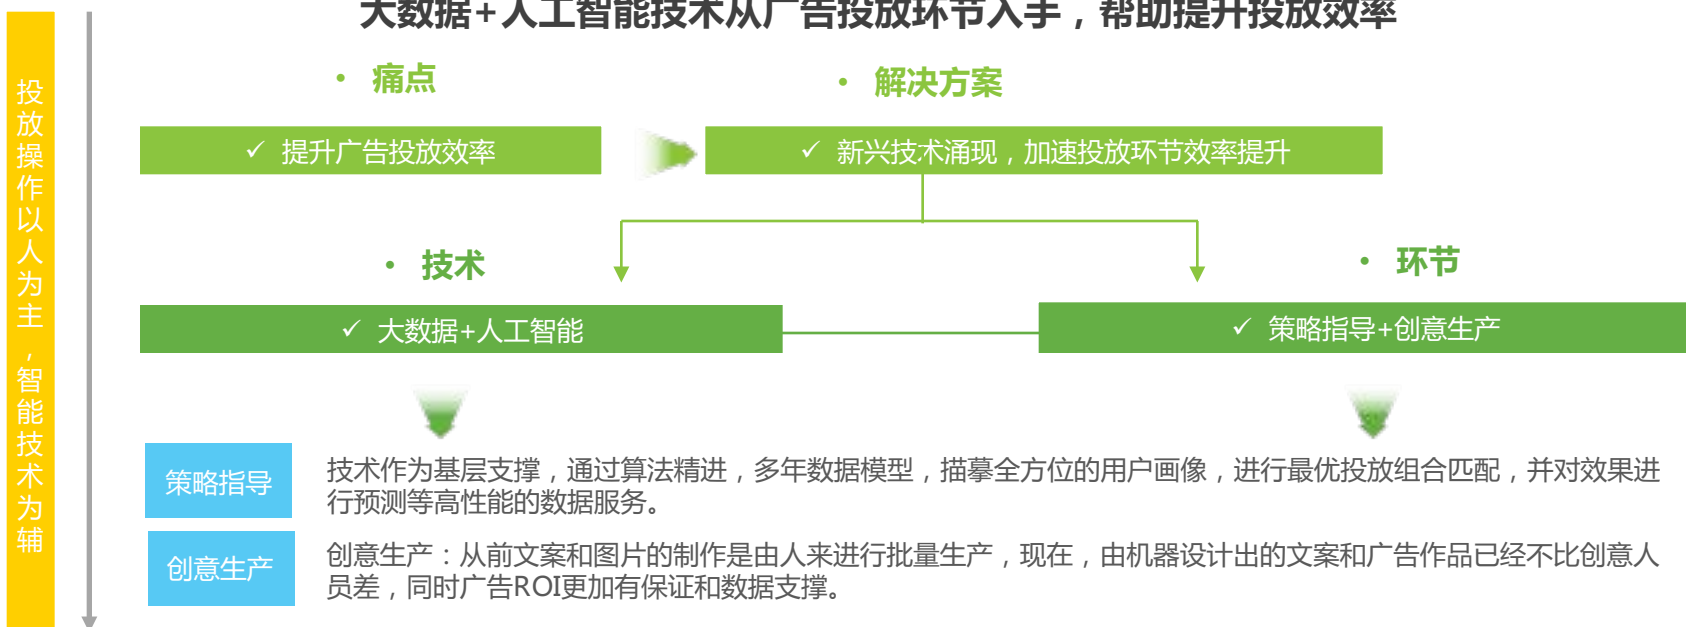 大数据+人工智能技术从广告投放环节入手，帮助提升投放效率
投放操作以人为主，智能技术为辅
• 痛点
• 解决方案
✓ 提升广告投放效率
✓ 新兴技术涌现，加速投放环节效率提升
• 技术
• 环节
✓ 大数据+人工智能
✓ 策略指导+创意生产
策略指导
技术作为基层支撑，通过算法精进，多年数据模型，描摹全方位的用户画像，进行最优投放组合匹配，并对效果进
行预测等高性能的数据服务。
创意生产
创意生产：从前文案和图片的制作是由人来进行批量生产，现在，由机器设计出的文案和广告作品已经不比创意人
员差，同时广告ROI更加有保证和数据支撑。